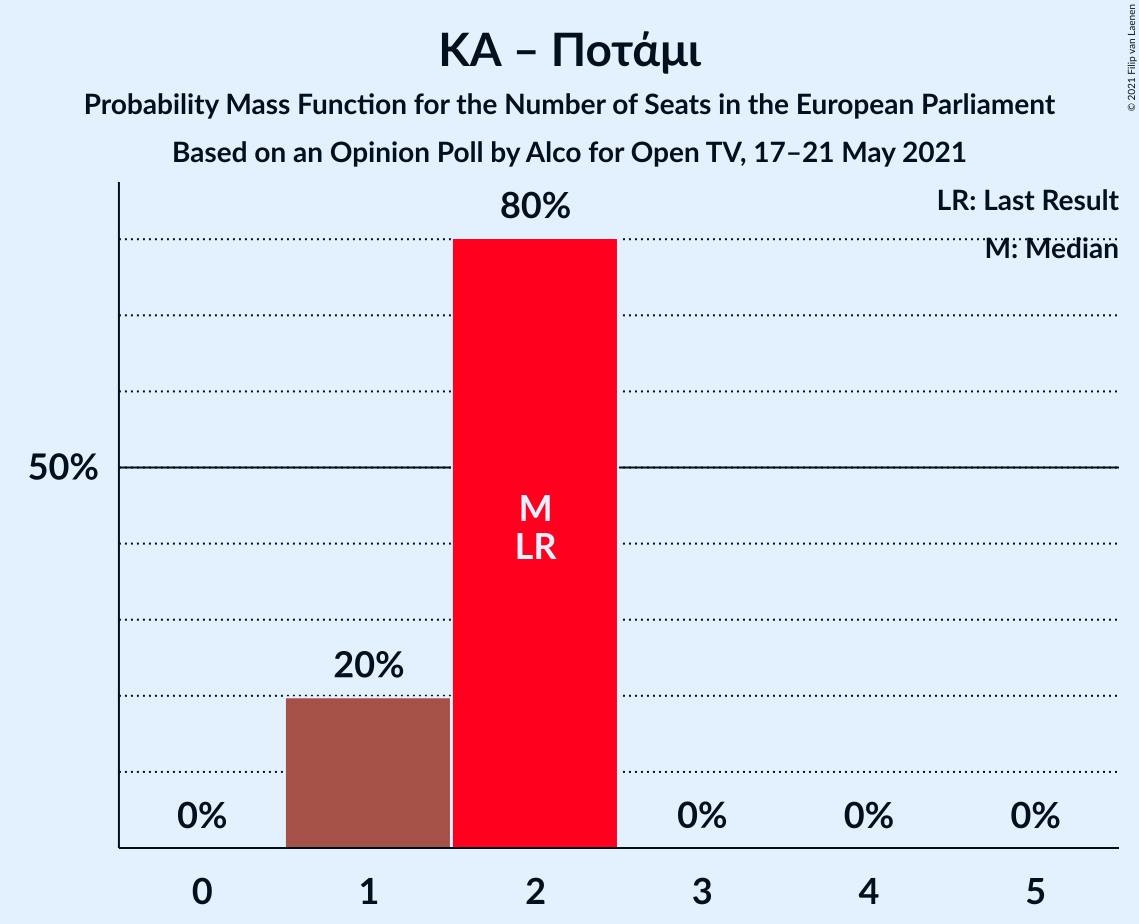 ΚΑ – Ποτάμι
Probability Mass Function for the Number of Seats in the European Parliament
Based on an Opinion Poll by Alco for Open TV, 17–21 May 2021
© 2021 Filip van Laenen
LR: Last Result
M: Median
80%
50%
M
LR
20%
0%
0%
0%
0%
0
1
2
3
4
5